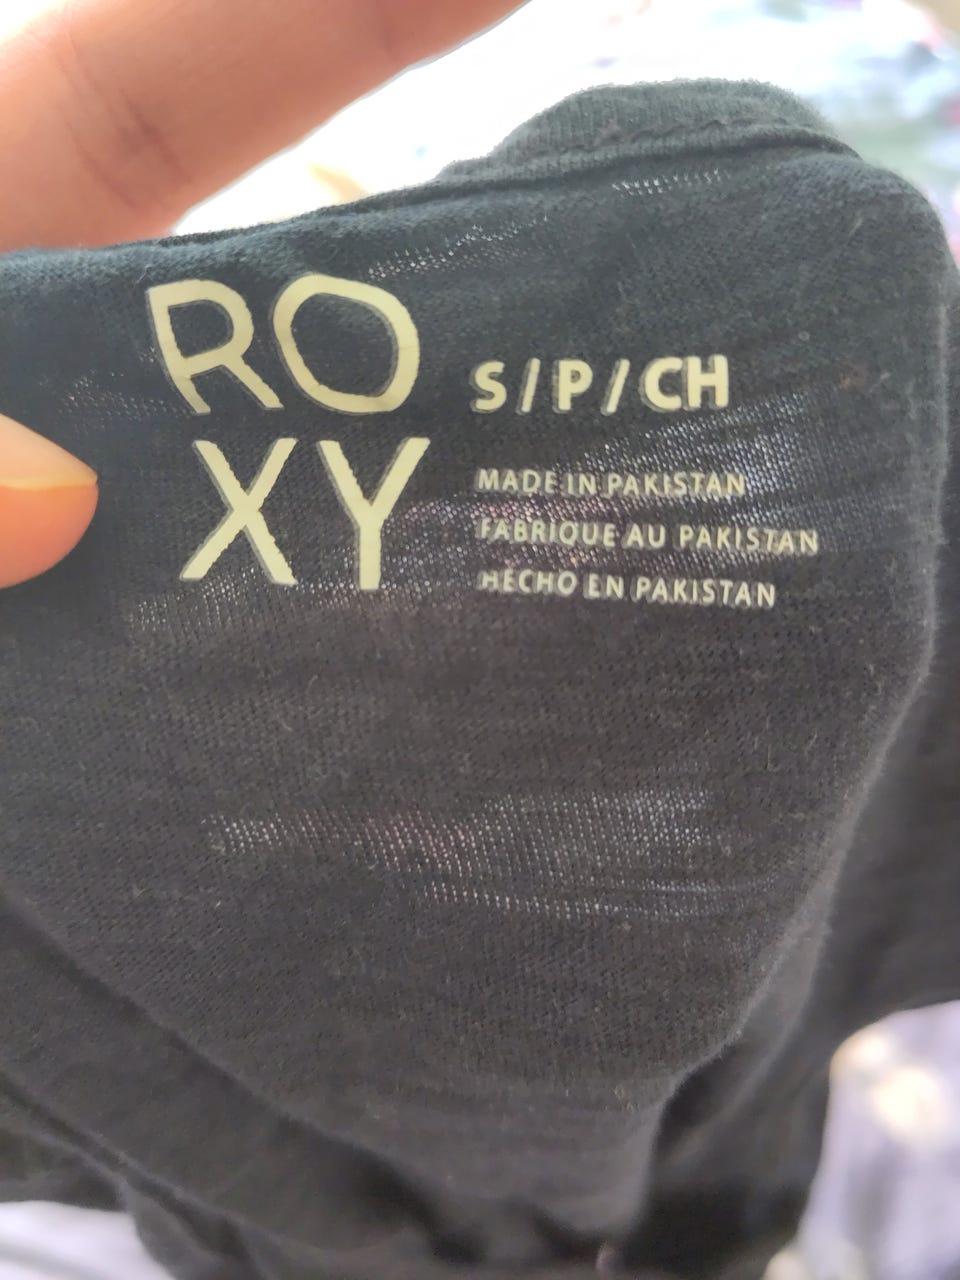 RO
XY
S/P/CH
MADE IN PAKISTAN
FABRIQUE AU PAKISTAN
HECHO EN PAKISTAN